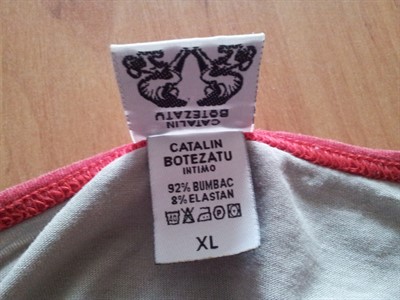 CATALIN
BOTEZATU
CATALIN
BOTEZATU
INTIMO
92% BUMBAC
8% ELASTAN
XL